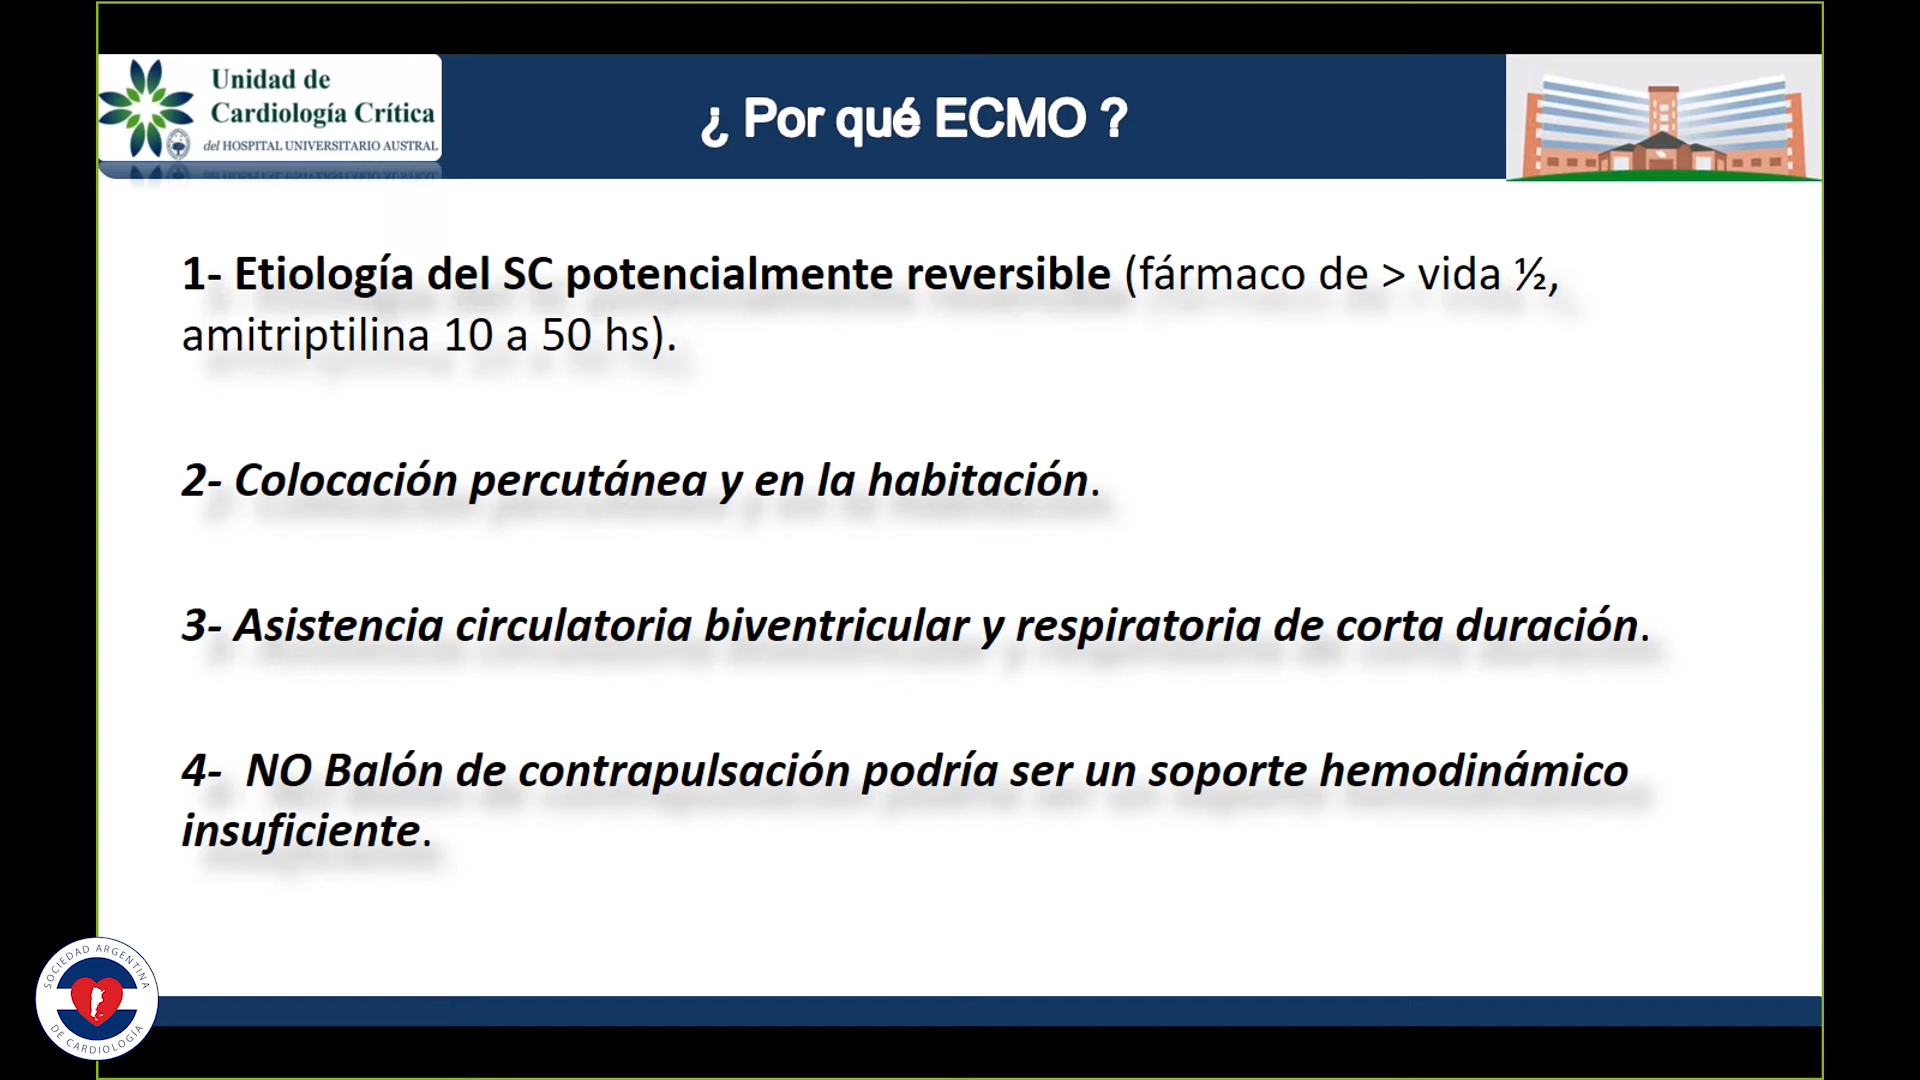 Unidad de
Cardiología Crítica
del HOSPITAL UNIVERSITARIO AUSTRAL
¿ Por qué ECMO ?
1- Etiología del SC potencialmente reversible (fármaco de > vida ½,
amitriptilina 10 a 50 hs).
2- Colocación percutánea y en la habitación.
3- Asistencia circulatoria biventricular y respiratoria de corta duración.
4-  NO Balón de contrapulsación podría ser un soporte hemodinámico
insuficiente.
SOCIEDAD ARGENTINA
DE CARDIOLOGÍA